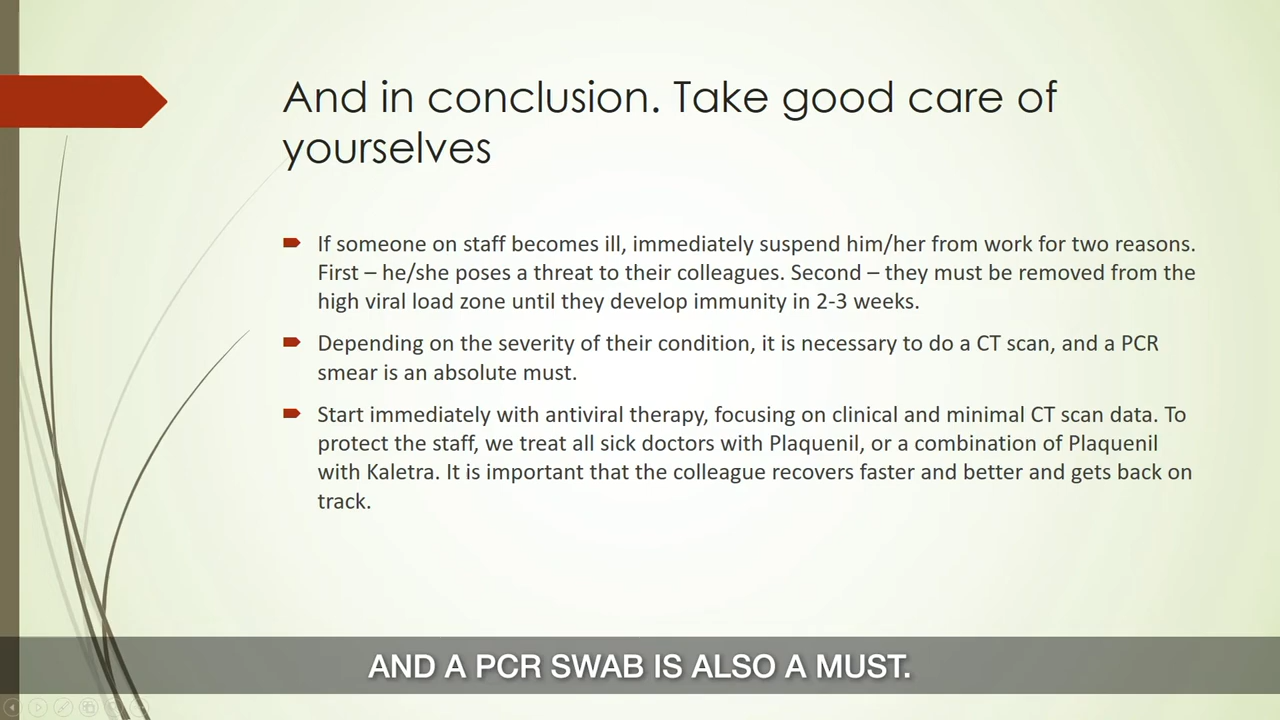 And in conclusion. Take good care of
yourselves
If someone on staff becomes ill, immediately suspend him/her from work for two reasons.
First – he/she poses a threat to their colleagues. Second – they must be removed from the
high viral load zone until they develop immunity in 2-3 weeks.
Depending on the severity of their condition, it is necessary to do a CT scan, and a PCR
smear is an absolute must.
Start immediately with antiviral therapy, focusing on clinical and minimal CT scan data. To
protect the staff, we treat all sick doctors with Plaquenil, or a combination of Plaquenil
with Kaletra. It is important that the colleague recovers faster and better and gets back on
track.
AND A PCR SWAB IS ALSO A MUST.